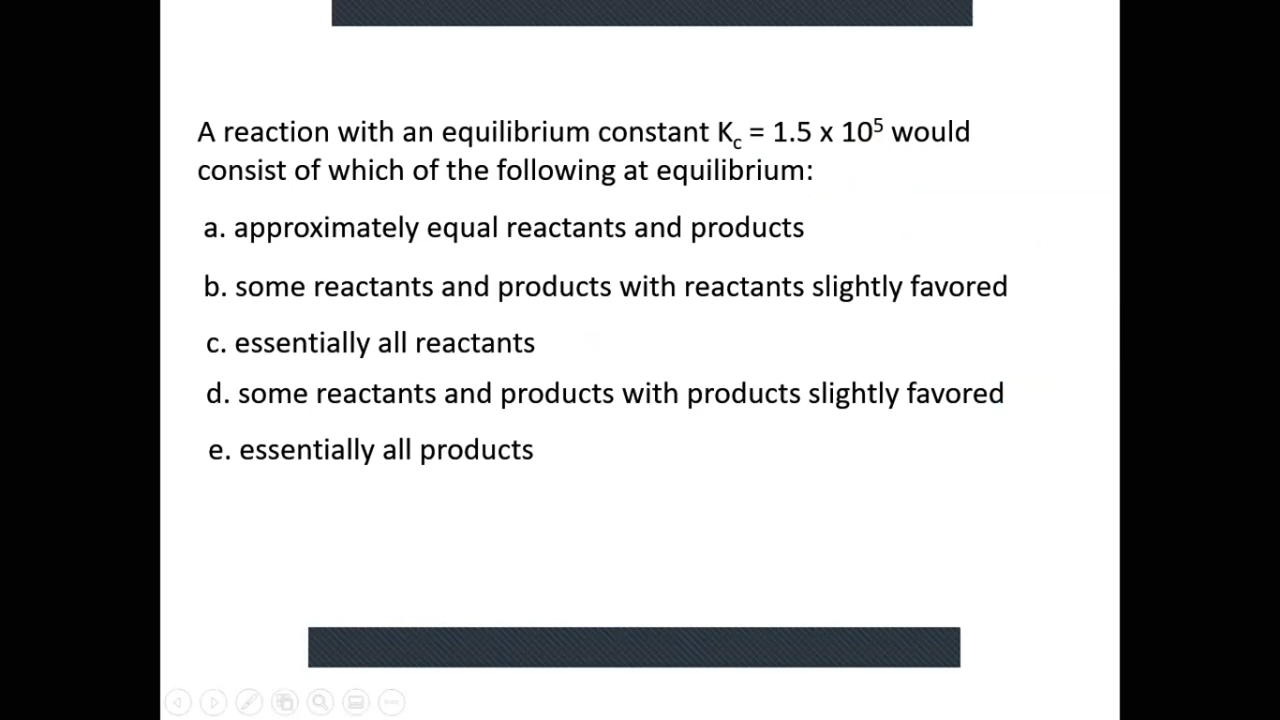 A reaction with an equilibrium constant Kc = 1.5 x 10⁵ would
consist of which of the following at equilibrium:
a. approximately equal reactants and products
b. some reactants and products with reactants slightly favored
c. essentially all reactants
d. some reactants and products with products slightly favored
e. essentially all products